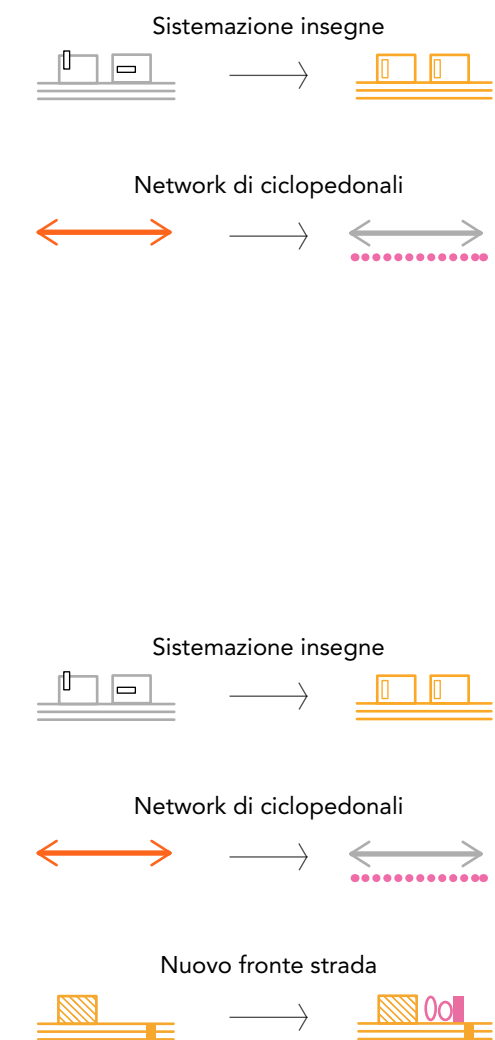 Sistemazione insegne
Network di ciclopedonali
Sistemazione insegne
Network di ciclopedonali
Nuovo fronte strada